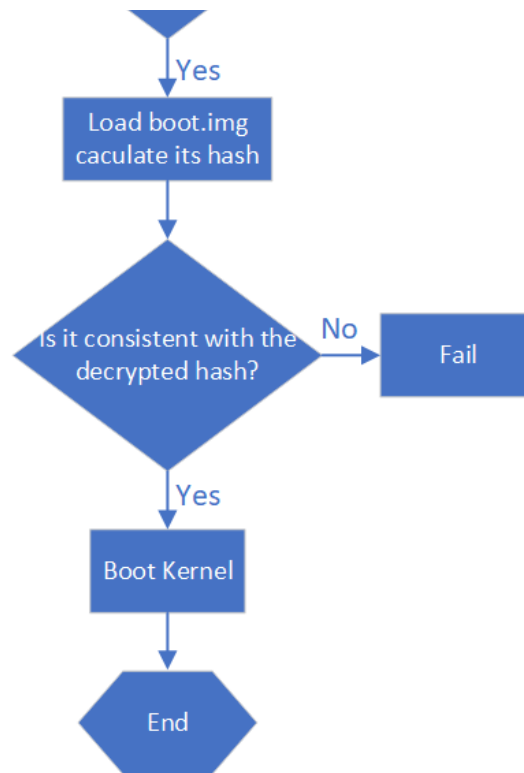 Yes
Load boot.img
caculate its hash
Is it consistent with the
decrypted hash?
No
Fail
Yes
Boot Kernel
End